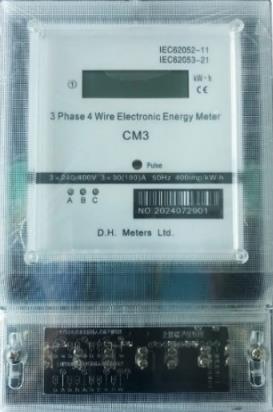 IEC62052-11
IEC62053-21
① kW·h
CE
3 Phase 4 Wire Electronic Energy Meter
CM3
Pulse
3×240/400V 3×30(100)A 50Hz 400imp/kW·h
A B C
NO.2024072901
D.H. Meters Ltd.